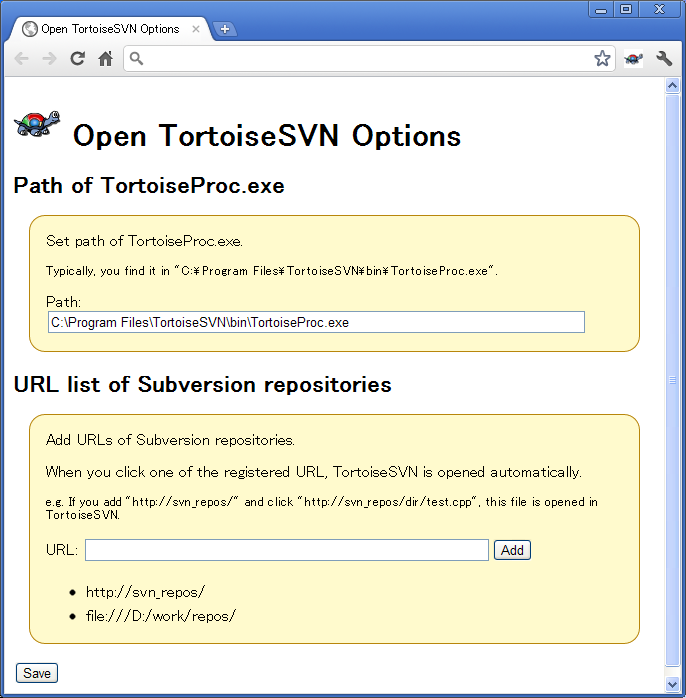 Open TortoiseSVN Options
Open TortoiseSVN Options
Path of TortoiseProc.exe
Set path of TortoiseProc.exe.
Typically, you find it in "C:¥Program Files¥TortoiseSVN¥bin¥TortoiseProc.exe".
Path:
C:\Program Files\TortoiseSVN\bin\TortoiseProc.exe
URL list of Subversion repositories
Add URLs of Subversion repositories.
When you click one of the registered URL, TortoiseSVN is opened automatically.
e.g. If you add "http://svn_repos/" and click "http://svn_repos/dir/test.cpp", this file is opened in
TortoiseSVN.
URL: Add
http://svn_repos/
file:///D:/work/repos/
Save